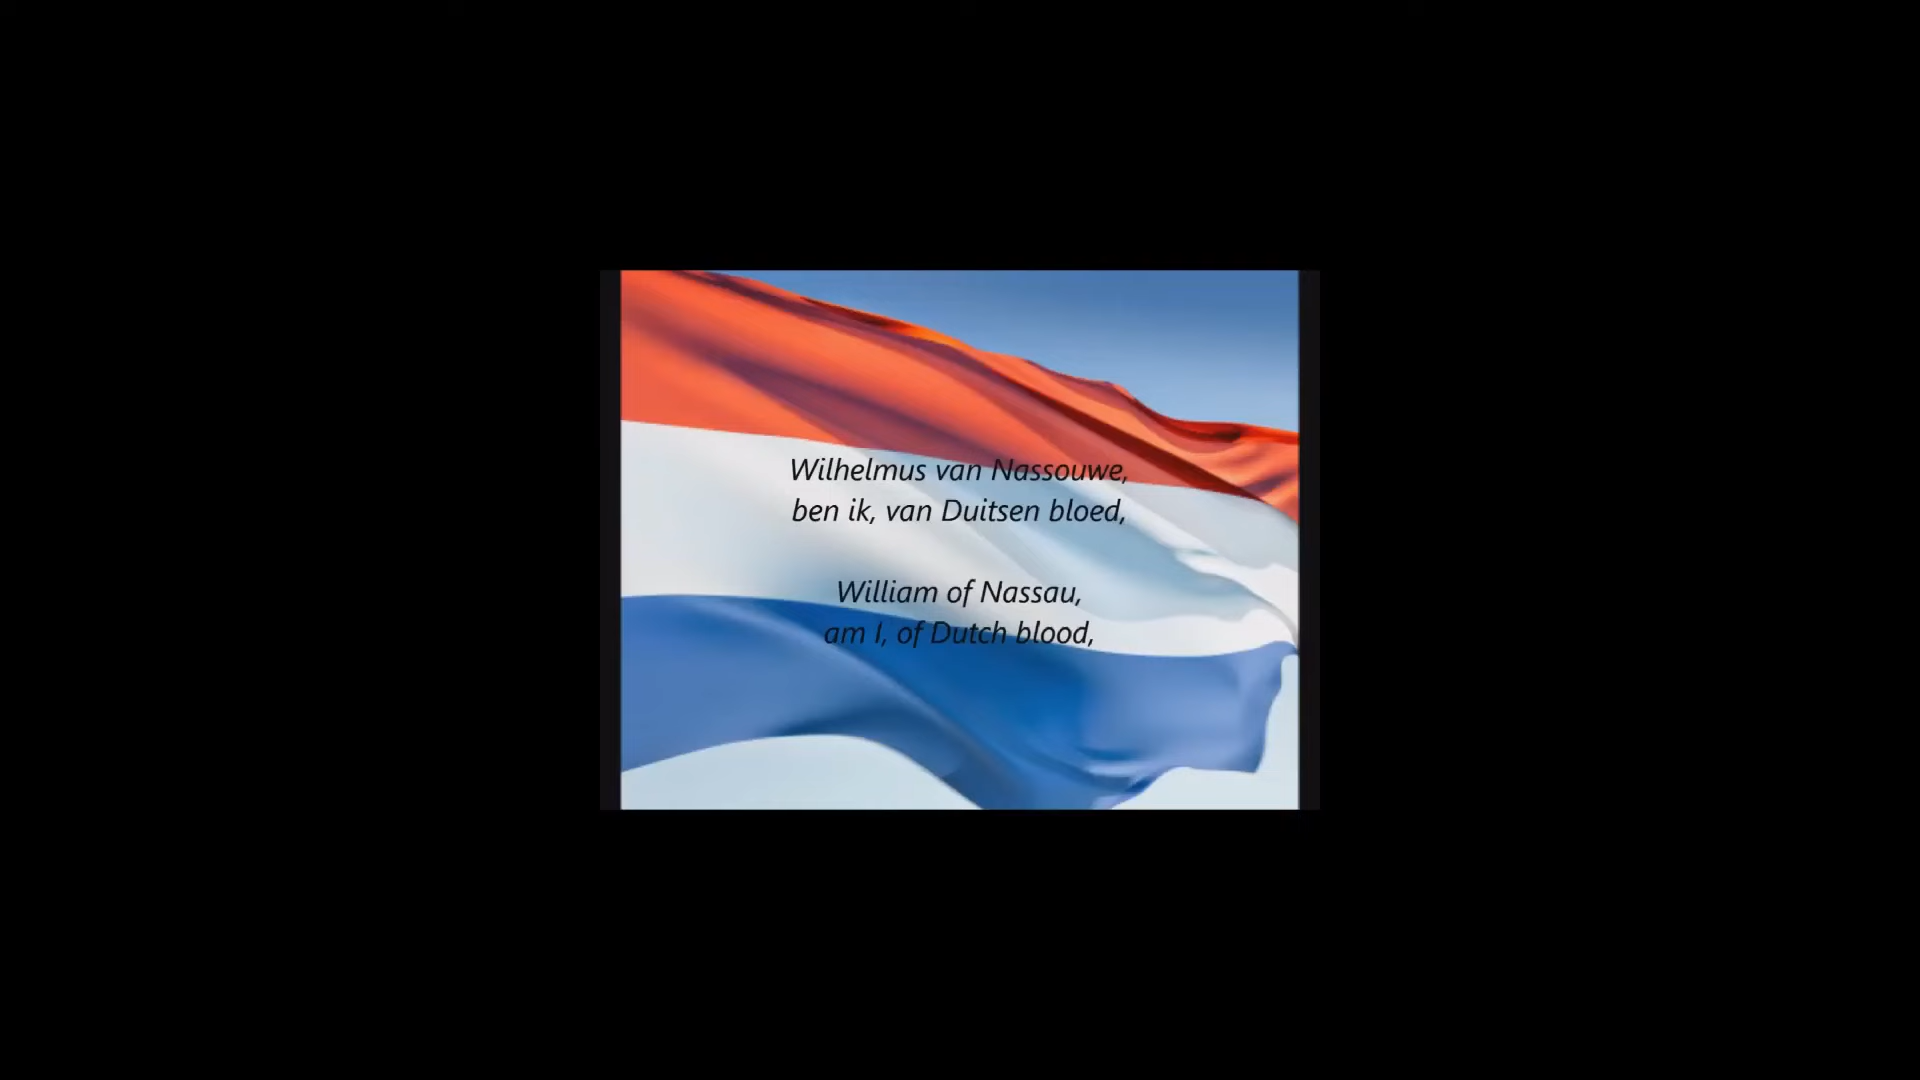 Wilhelmus van Nassouwe,
ben ik, van Duitsen bloed,
William of Nassau,
am I, of Dutch blood,